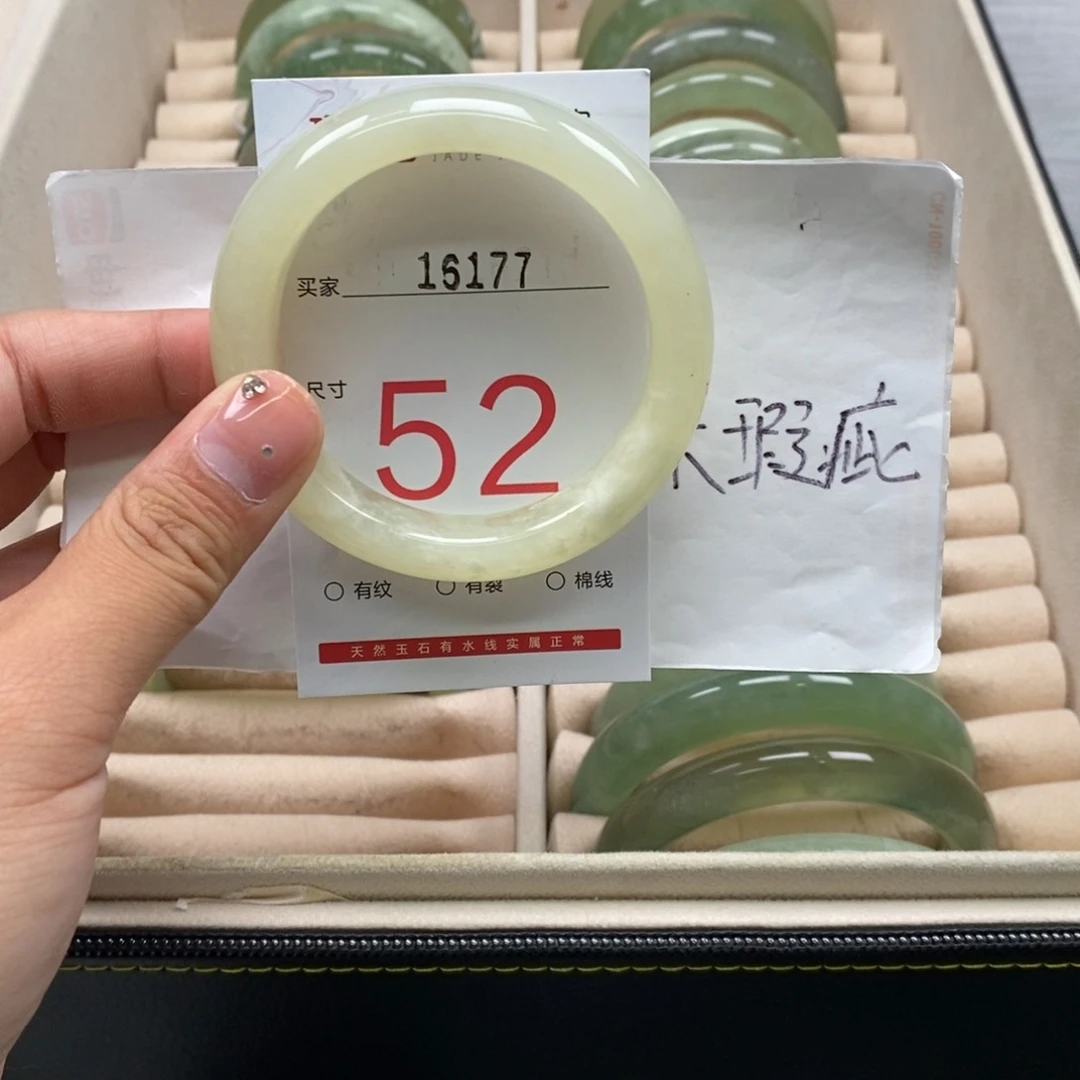 JADE
买家 16177
尺寸 52
瑕疵
○ 有纹 ○ 有裂 ○ 棉线
天然玉石有水线实属正常